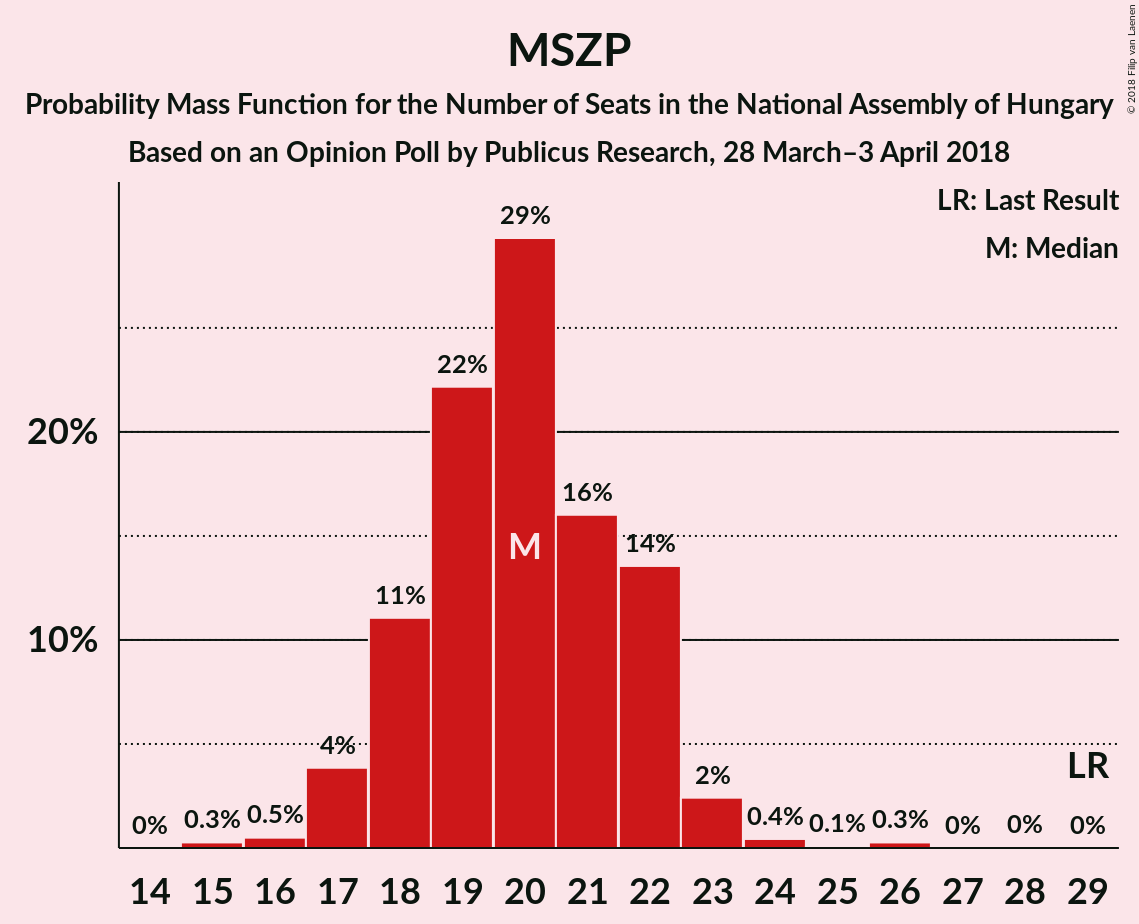 MSZP
Probability Mass Function for the Number of Seats in the National Assembly of Hungary
Based on an Opinion Poll by Publicus Research, 28 March–3 April 2018
© 2018 Filip van Laenen
LR: Last Result
M: Median
29%
22%
20%
16%
M
14%
11%
10%
4%
2%
LR
0% 0.3% 0.5% 0.4% 0.1% 0.3% 0% 0% 0%
14 15 16 17 18 19 20 21 22 23 24 25 26 27 28 29